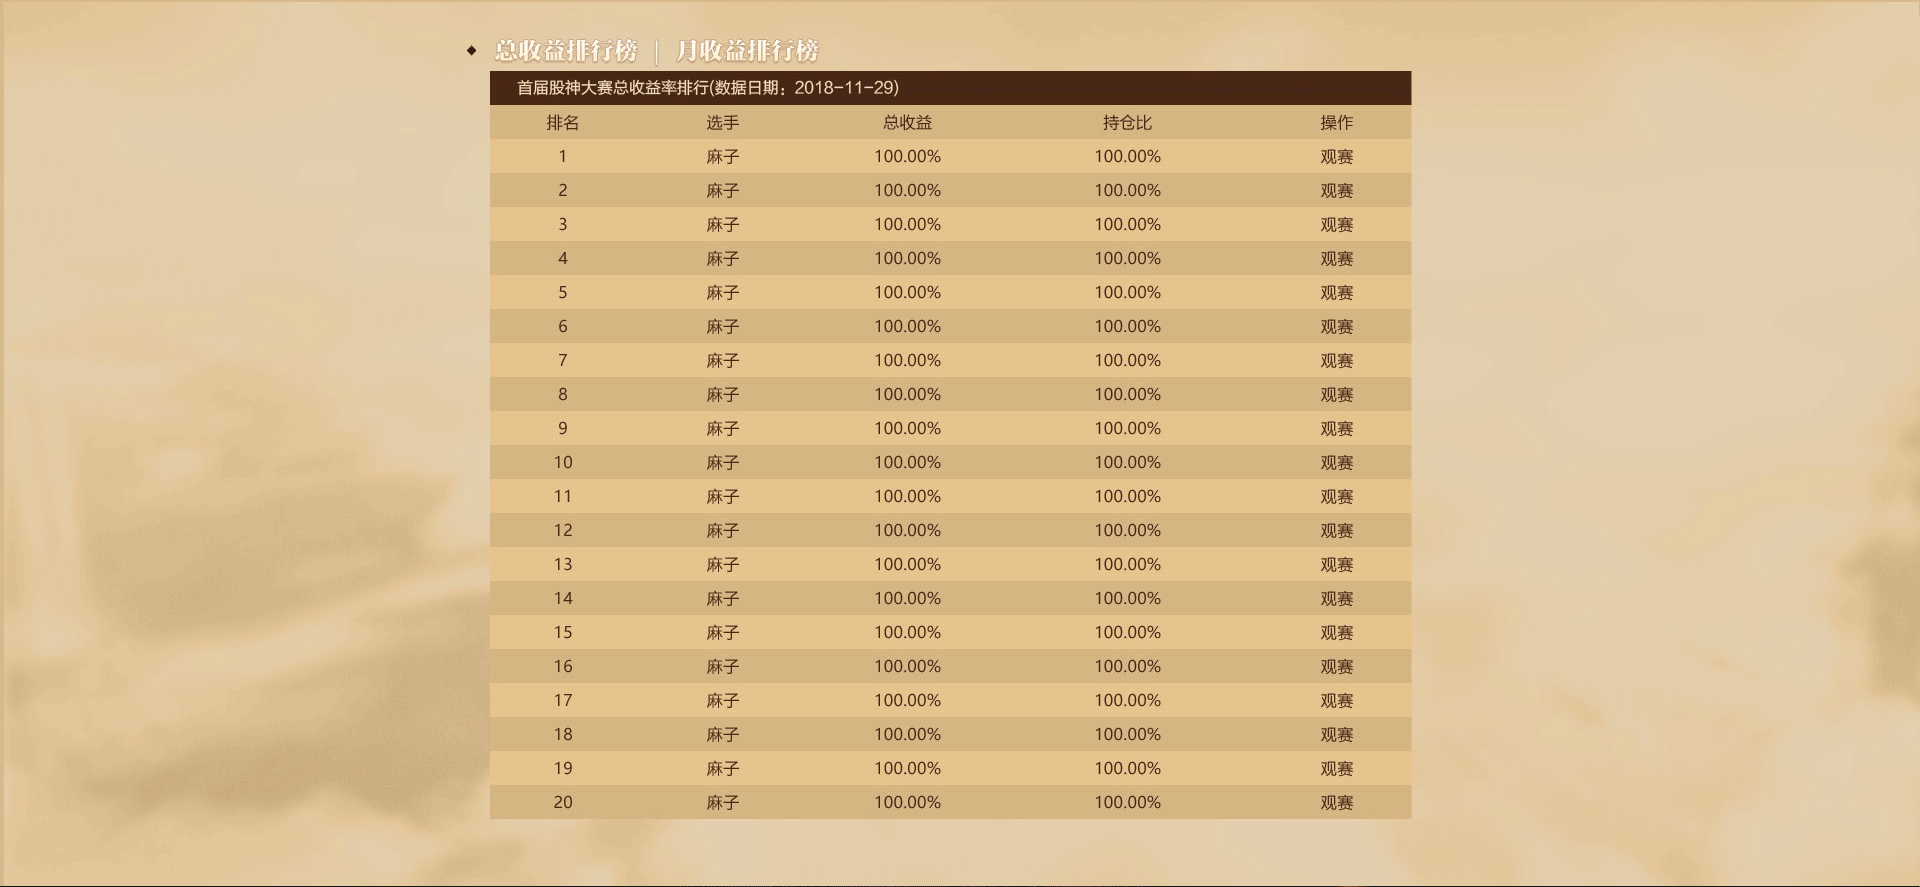 总收益排行榜 | 月收益排行榜
首届股神大赛总收益率排行(数据日期：2018-11-29)
排名 选手 总收益 持仓比 操作
1 麻子 100.00% 100.00% 观赛
2 麻子 100.00% 100.00% 观赛
3 麻子 100.00% 100.00% 观赛
4 麻子 100.00% 100.00% 观赛
5 麻子 100.00% 100.00% 观赛
6 麻子 100.00% 100.00% 观赛
7 麻子 100.00% 100.00% 观赛
8 麻子 100.00% 100.00% 观赛
9 麻子 100.00% 100.00% 观赛
10 麻子 100.00% 100.00% 观赛
11 麻子 100.00% 100.00% 观赛
12 麻子 100.00% 100.00% 观赛
13 麻子 100.00% 100.00% 观赛
14 麻子 100.00% 100.00% 观赛
15 麻子 100.00% 100.00% 观赛
16 麻子 100.00% 100.00% 观赛
17 麻子 100.00% 100.00% 观赛
18 麻子 100.00% 100.00% 观赛
19 麻子 100.00% 100.00% 观赛
20 麻子 100.00% 100.00% 观赛